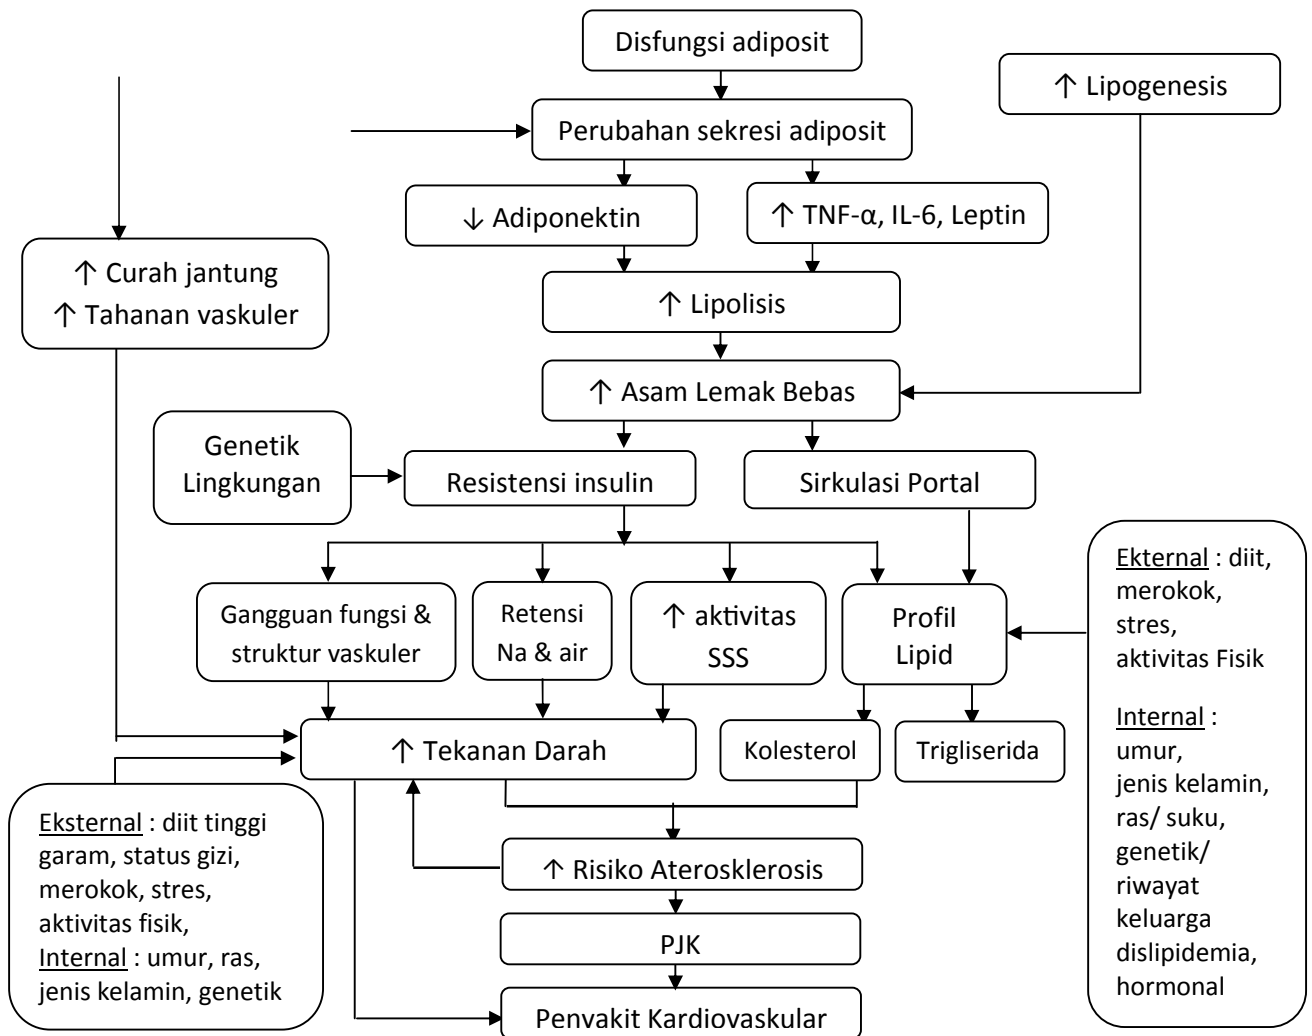 Disfungsi adiposit
↑ Lipogenesis
Perubahan sekresi adiposit
↓ Adiponektin
↑ TNF-α, IL-6, Leptin
↑ Curah jantung
↑ Tahanan vaskuler
↑ Lipolisis
↑ Asam Lemak Bebas
Genetik
Lingkungan
Resistensi insulin
Sirkulasi Portal
Gangguan fungsi &
struktur vaskuler
Retensi
Na & air
↑ aktivitas
SSS
Profil
Lipid
Ekternal : diit,
merokok,
stres,
aktivitas Fisik
Internal :
umur,
jenis kelamin,
ras/ suku,
genetik/
riwayat
keluarga
dislipidemia,
hormonal
↑ Tekanan Darah
Kolesterol
Trigliserida
Eksternal : diit tinggi
garam, status gizi,
merokok, stres,
aktivitas fisik,
Internal : umur, ras,
jenis kelamin, genetik
↑ Risiko Aterosklerosis
PJK
Penyakit Kardiovaskular